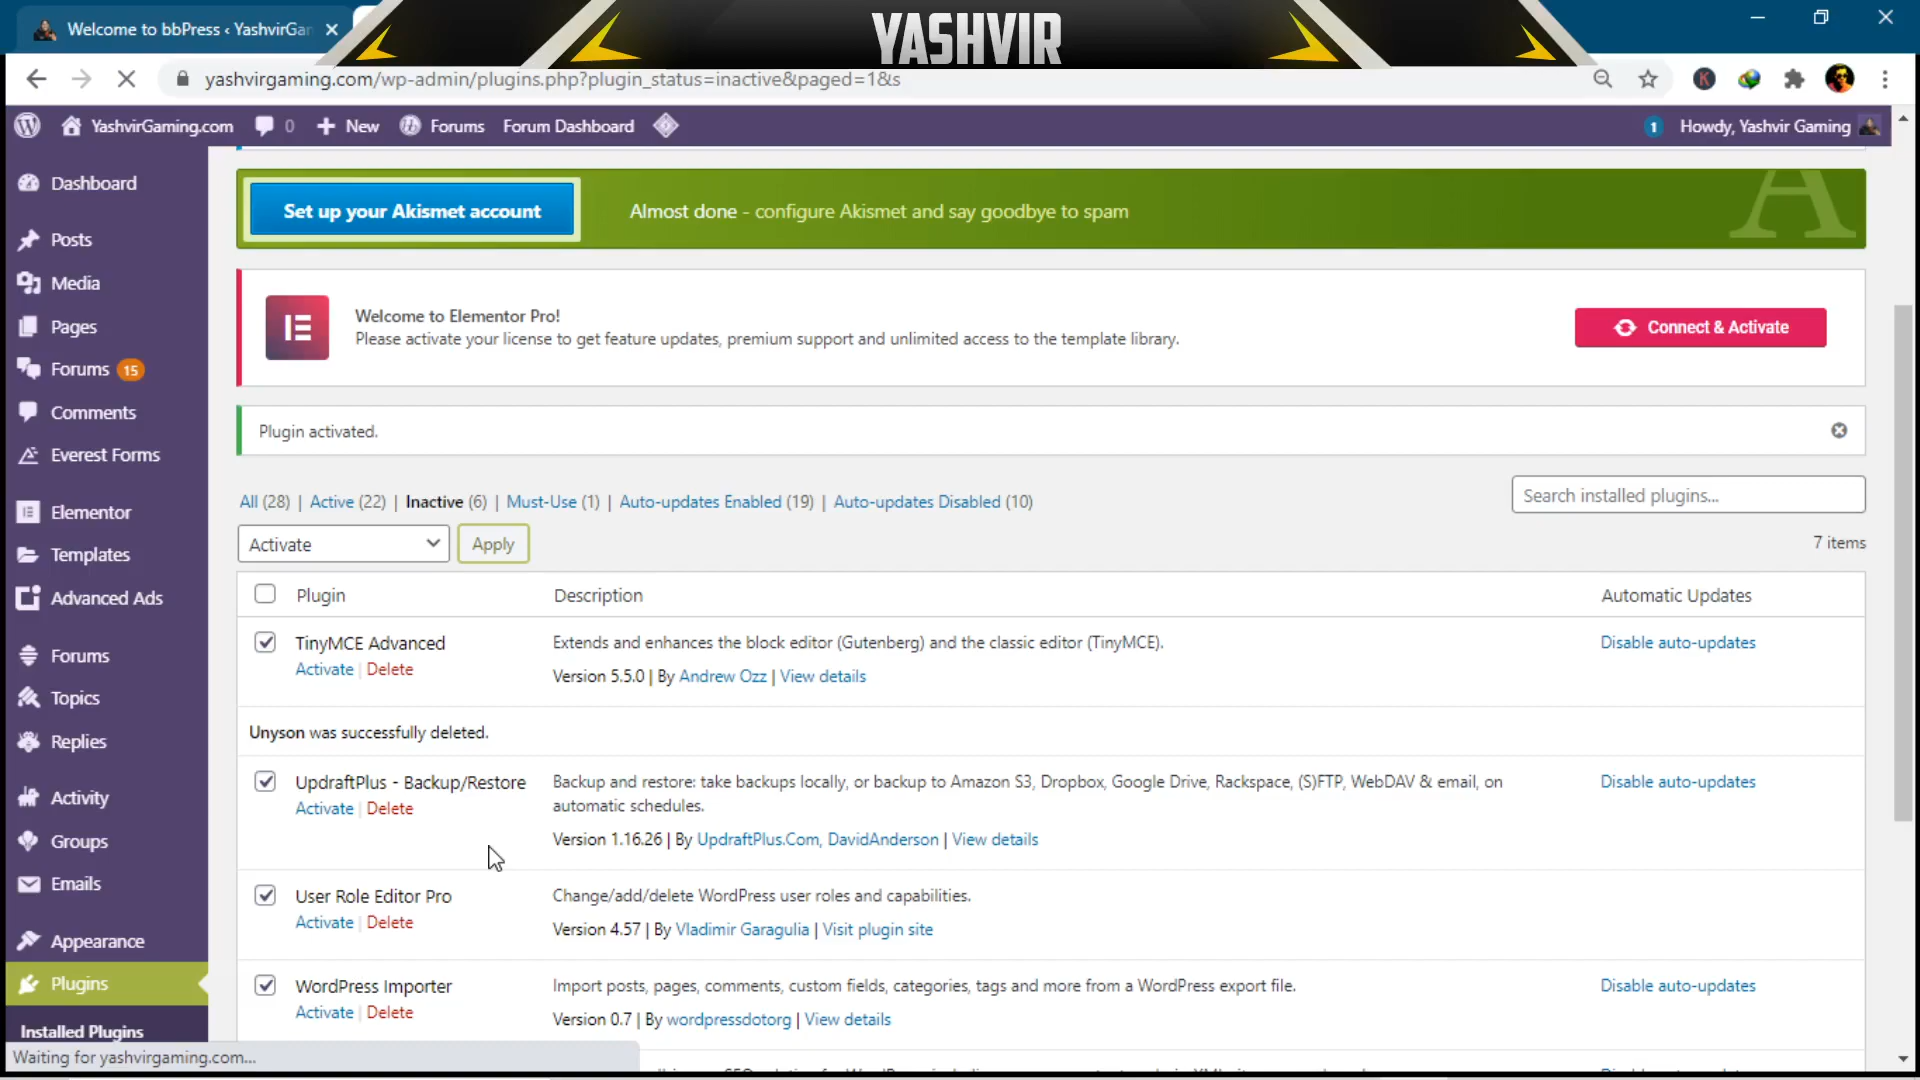 Welcome to bbPress ‹ YashvirGar
YASHVIR
yashvirgaming.com/wp-admin/plugins.php?plugin_status=inactive&paged=1&s
K
YashvirGaming.com 0 New Forums Forum Dashboard 1 Howdy, Yashvir Gaming
Dashboard
Posts
Media
Pages
Forums 15
Comments
Everest Forms
Elementor
Templates
Advanced Ads
Forums
Topics
Replies
Activity
Groups
Emails
Appearance
Plugins
Installed Plugins
Waiting for yashvirgaming.com...
Set up your Akismet account
Almost done - configure Akismet and say goodbye to spam
A
Welcome to Elementor Pro!
Please activate your license to get feature updates, premium support and unlimited access to the template library.
Connect & Activate
Plugin activated.
All (28) | Active (22) | Inactive (6) | Must-Use (1) | Auto-updates Enabled (19) | Auto-updates Disabled (10)
Search installed plugins...
Activate
Apply
7 items
Plugin Description Automatic Updates
TinyMCE Advanced
Activate | Delete
Extends and enhances the block editor (Gutenberg) and the classic editor (TinyMCE).
Version 5.5.0 | By Andrew Ozz | View details
Disable auto-updates
Unyson was successfully deleted.
UpdraftPlus - Backup/Restore
Activate | Delete
Backup and restore: take backups locally, or backup to Amazon S3, Dropbox, Google Drive, Rackspace, (S)FTP, WebDAV & email, on
automatic schedules.
Version 1.16.26 | By UpdraftPlus.Com, DavidAnderson | View details
Disable auto-updates
User Role Editor Pro
Activate | Delete
Change/add/delete WordPress user roles and capabilities.
Version 4.57 | By Vladimir Garagulia | Visit plugin site
WordPress Importer
Activate | Delete
Import posts, pages, comments, custom fields, categories, tags and more from a WordPress export file.
Version 0.7 | By wordpressdotorg | View details
Disable auto-updates